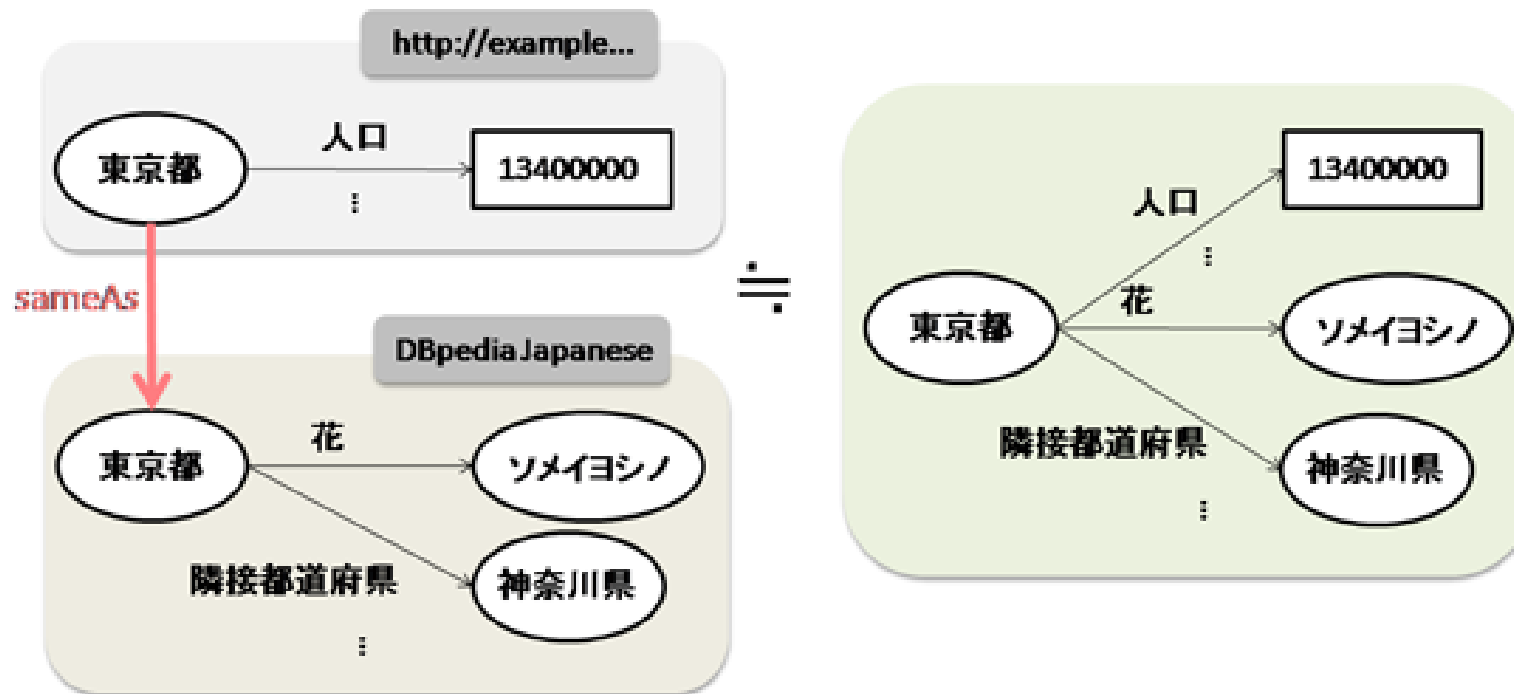 http://example...
東京都
人口
13400000
⋮
sameAs
DBpedia Japanese
東京都
花
ソメイヨシノ
隣接都道府県
神奈川県
⋮
≒
人口
13400000
⋮
東京都
花
ソメイヨシノ
隣接都道府県
神奈川県
⋮